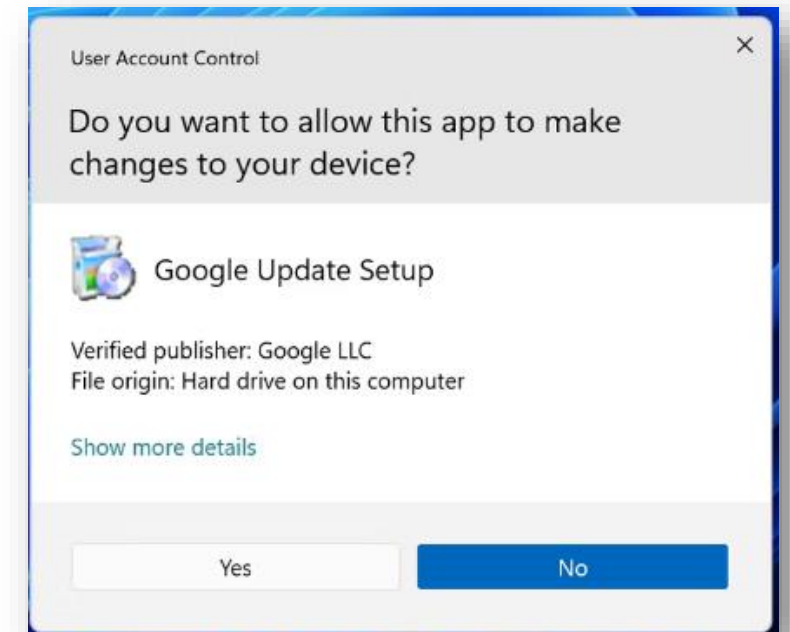 User Account Control
Do you want to allow this app to make
changes to your device?
Google Update Setup
Verified publisher: Google LLC
File origin: Hard drive on this computer
Show more details
Yes
No